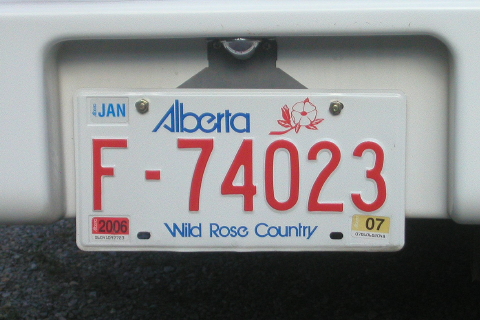 JAN
Alberta
F-74023
2006
Wild Rose Country
07